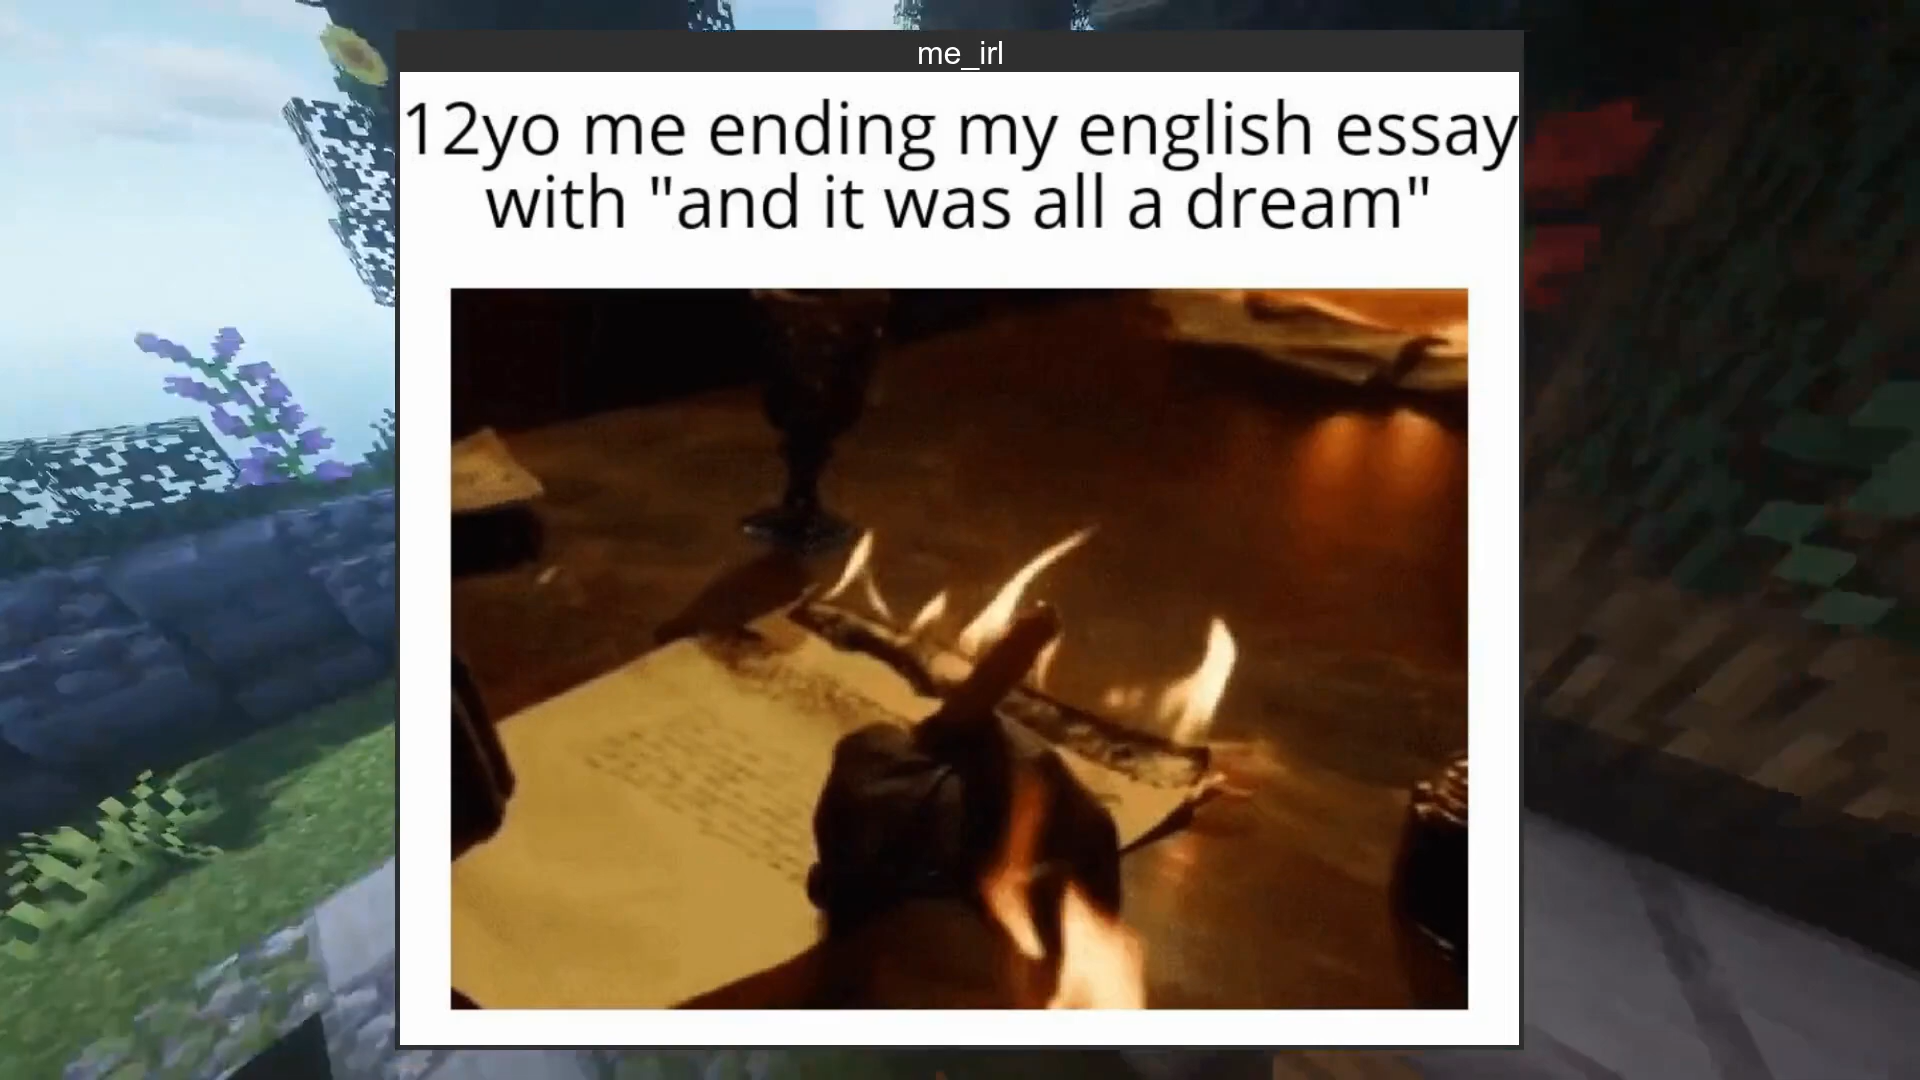 me_irl
12yo me ending my english essay
with "and it was all a dream"